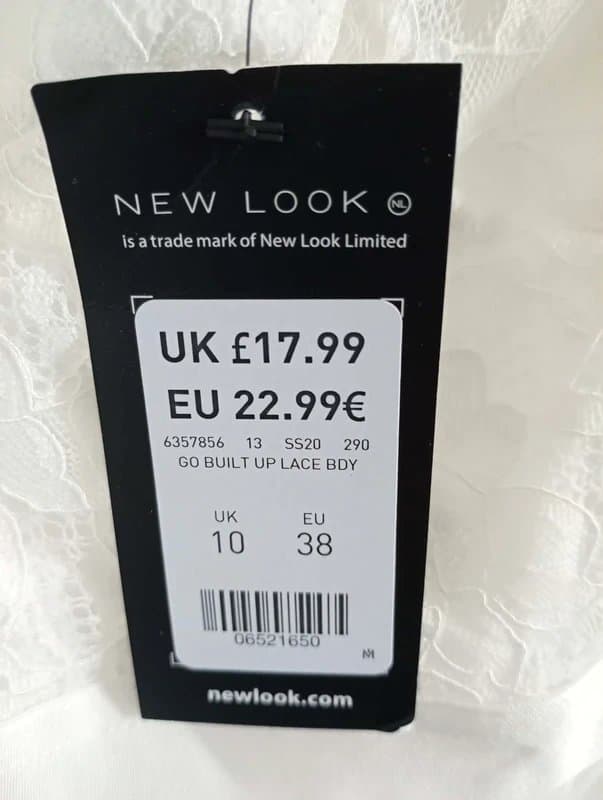 NEW LOOK NL
is a trade mark of New Look Limited
UK £17.99
EU 22.99€
6357856 13 SS20 290
GO BUILT UP LACE BDY
UK EU
10 38
06521650
newlook.com